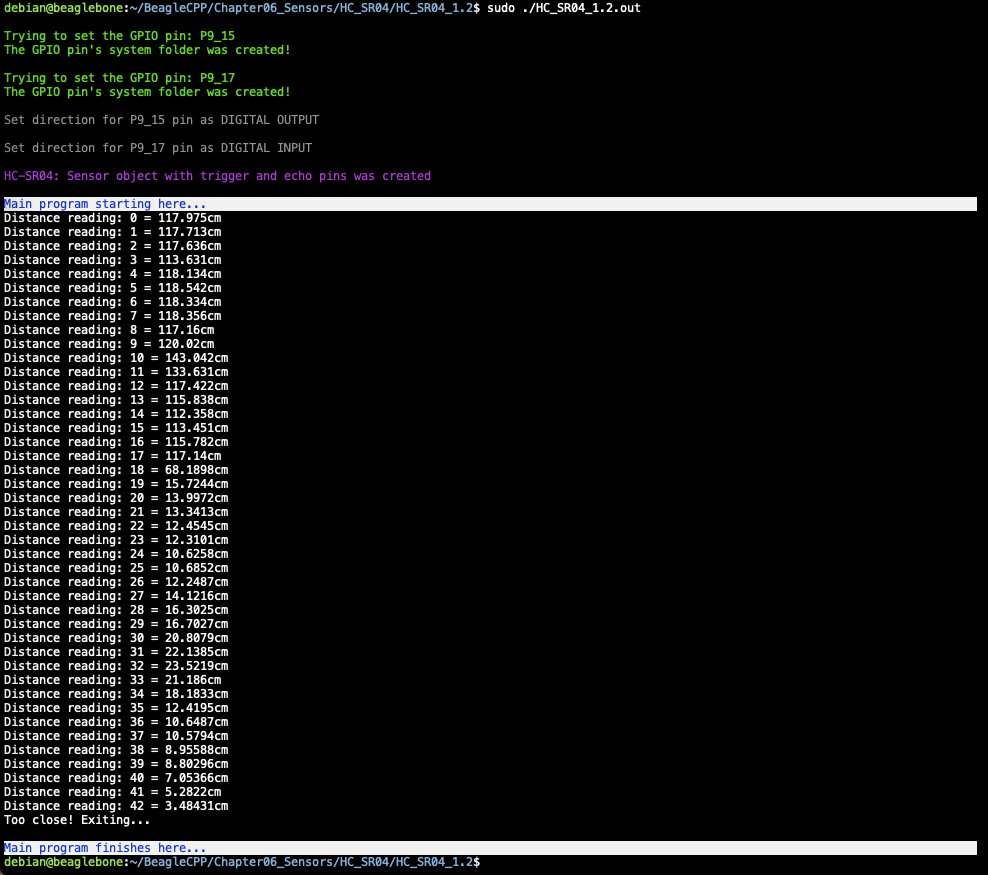 debian@beaglebone:~/BeagleCPP/Chapter06_Sensors/HC_SR04/HC_SR04_1.2$ sudo ./HC_SR04_1.2.out
Trying to set the GPIO pin: P9_15
The GPIO pin's system folder was created!
Trying to set the GPIO pin: P9_17
The GPIO pin's system folder was created!
Set direction for P9_15 pin as DIGITAL OUTPUT
Set direction for P9_17 pin as DIGITAL INPUT
HC-SR04: Sensor object with trigger and echo pins was created
Main program starting here...
Distance reading: 0 = 117.975cm
Distance reading: 1 = 117.713cm
Distance reading: 2 = 117.636cm
Distance reading: 3 = 113.631cm
Distance reading: 4 = 118.134cm
Distance reading: 5 = 118.542cm
Distance reading: 6 = 118.334cm
Distance reading: 7 = 118.356cm
Distance reading: 8 = 117.16cm
Distance reading: 9 = 120.02cm
Distance reading: 10 = 143.042cm
Distance reading: 11 = 133.631cm
Distance reading: 12 = 117.422cm
Distance reading: 13 = 115.838cm
Distance reading: 14 = 112.358cm
Distance reading: 15 = 113.451cm
Distance reading: 16 = 115.782cm
Distance reading: 17 = 117.14cm
Distance reading: 18 = 68.1898cm
Distance reading: 19 = 15.7244cm
Distance reading: 20 = 13.9972cm
Distance reading: 21 = 13.3413cm
Distance reading: 22 = 12.4545cm
Distance reading: 23 = 12.3101cm
Distance reading: 24 = 10.6258cm
Distance reading: 25 = 10.6852cm
Distance reading: 26 = 12.2487cm
Distance reading: 27 = 14.1216cm
Distance reading: 28 = 16.3025cm
Distance reading: 29 = 16.7027cm
Distance reading: 30 = 20.8079cm
Distance reading: 31 = 22.1385cm
Distance reading: 32 = 23.5219cm
Distance reading: 33 = 21.186cm
Distance reading: 34 = 18.1833cm
Distance reading: 35 = 12.4195cm
Distance reading: 36 = 10.6487cm
Distance reading: 37 = 10.5794cm
Distance reading: 38 = 8.95588cm
Distance reading: 39 = 8.80296cm
Distance reading: 40 = 7.05366cm
Distance reading: 41 = 5.2822cm
Distance reading: 42 = 3.48431cm
Too close! Exiting...
Main program finishes here...
debian@beaglebone:~/BeagleCPP/Chapter06_Sensors/HC_SR04/HC_SR04_1.2$